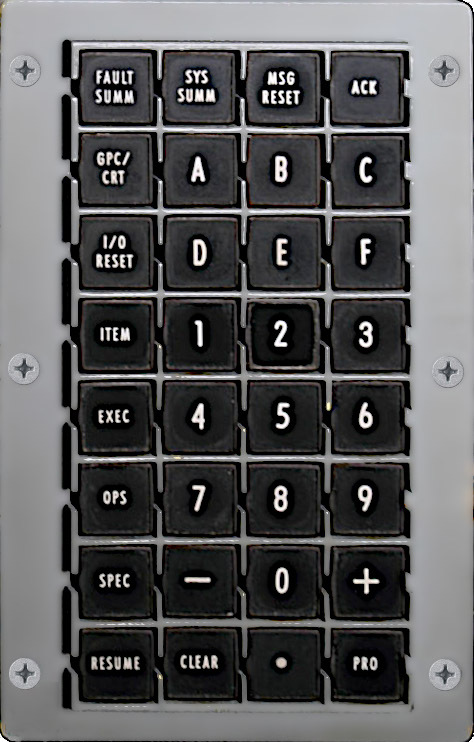 FAULT SUMM SYS SUMM MSG RESET ACK
GPC/ CRT A B C
I/O RESET D E F
ITEM 1 2 3
EXEC 4 5 6
OPS 7 8 9
SPEC − 0 +
RESUME CLEAR . PRO